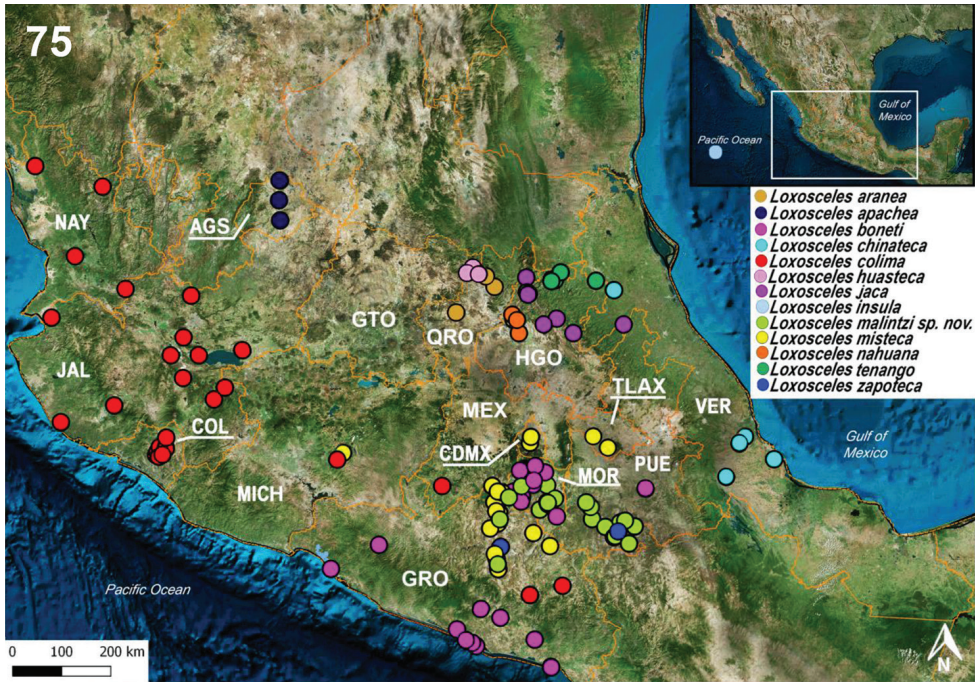 75
Gulf of
Mexico
Pacific Ocean
Loxosceles aranea
Loxosceles apachea
Loxosceles boneti
Loxosceles chinateca
Loxosceles colima
Loxosceles huasteca
Loxosceles jaca
Loxosceles insula
Loxosceles malintzi sp. nov.
Loxosceles misteca
Loxosceles nahuana
Loxosceles tenango
Loxosceles zapoteca
NAY
AGS
GTO
QRO
HGO
JAL
MEX
TLAX
VER
COL
CDMX
PUE
MOR
MICH
GRO
Gulf of
Mexico
Pacific Ocean
0 100 200 km
N